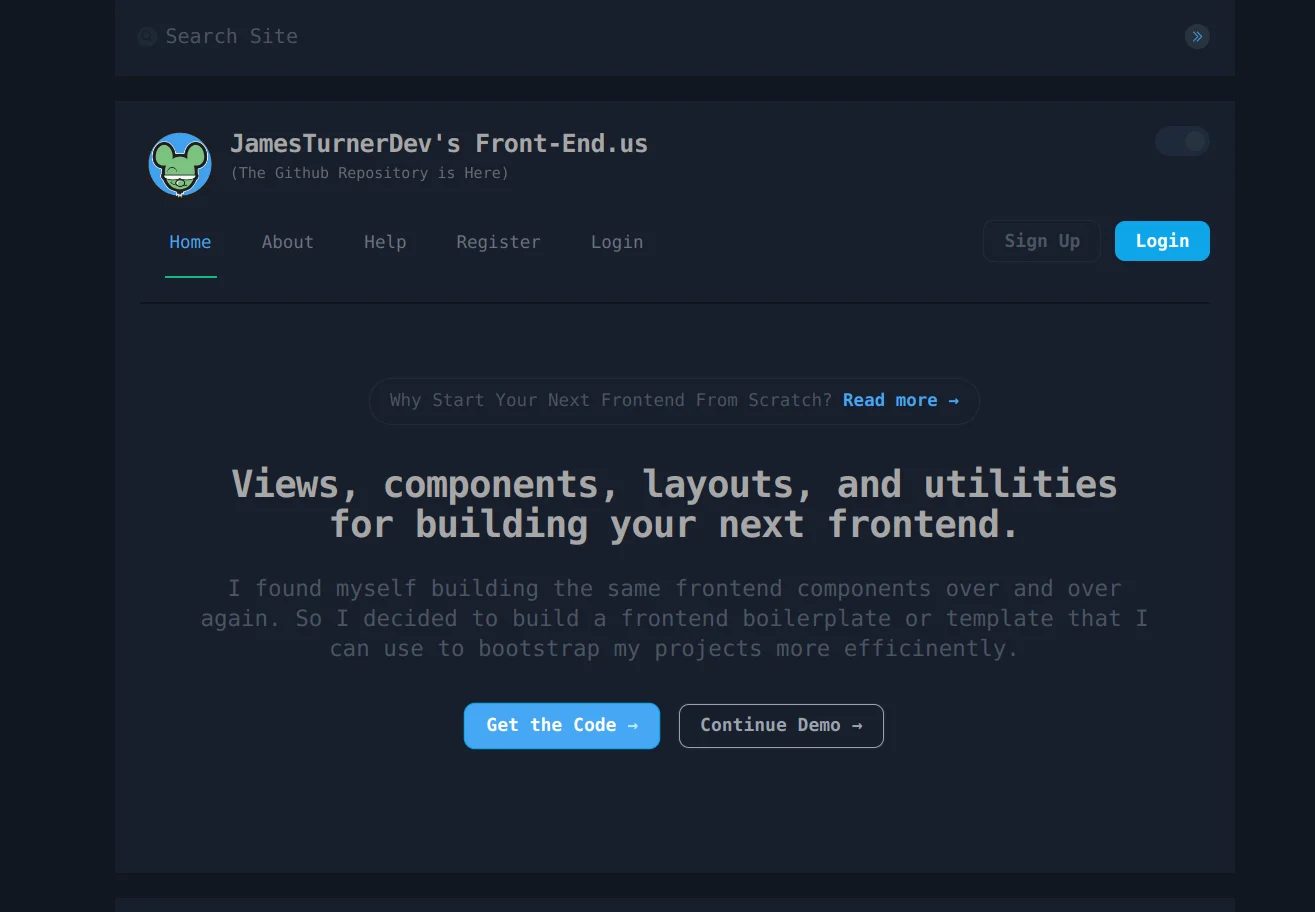 Search Site
JamesTurnerDev's Front-End.us
(The Github Repository is Here)
Home About Help Register Login Sign Up Login
Why Start Your Next Frontend From Scratch? Read more →
Views, components, layouts, and utilities
for building your next frontend.
I found myself building the same frontend components over and over
again. So I decided to build a frontend boilerplate or template that I
can use to bootstrap my projects more efficinently.
Get the Code → Continue Demo →